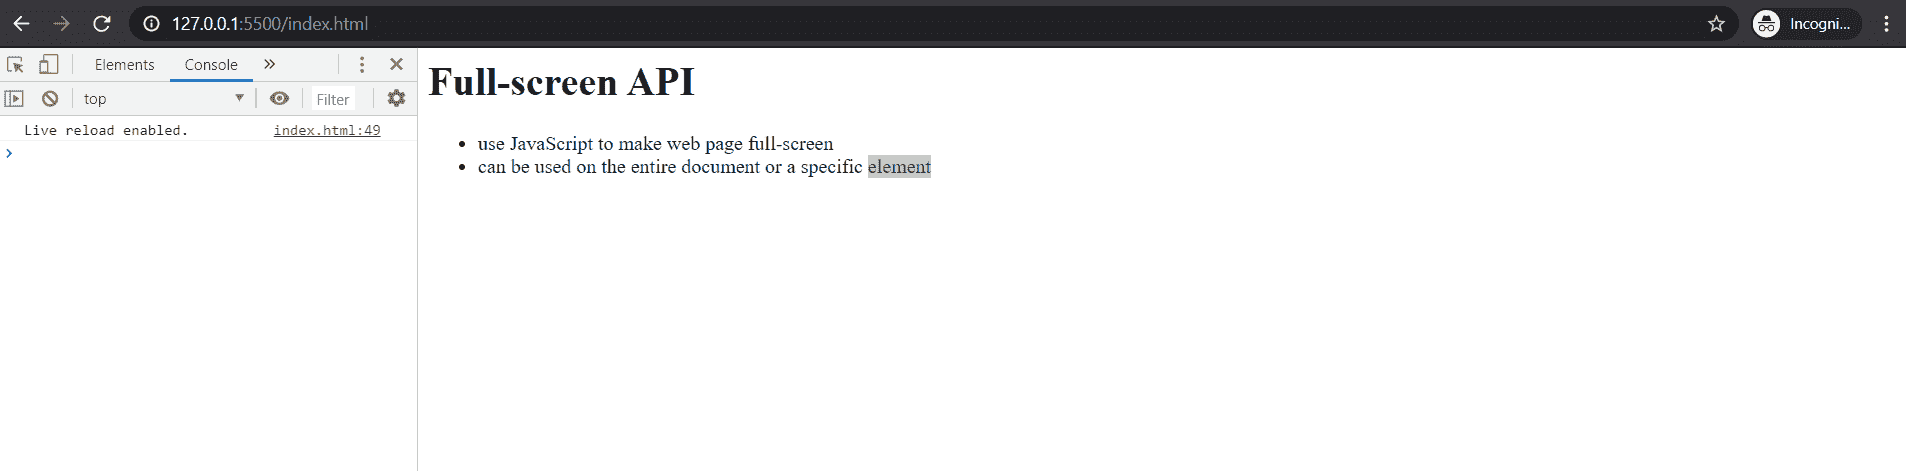 127.0.0.1:5500/index.html
Incogni...
Elements Console
top Filter
Live reload enabled. index.html:49
Full-screen API
use JavaScript to make web page full-screen
can be used on the entire document or a specific element